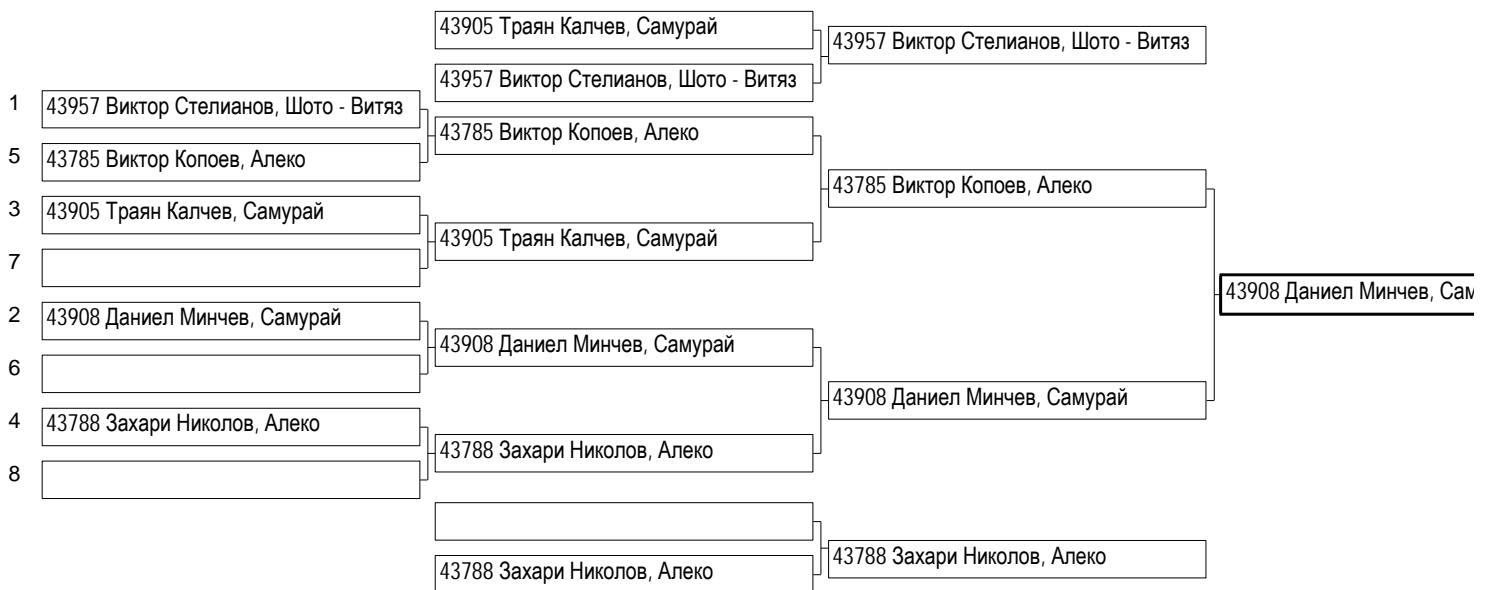 43905 Траян Калчев, Самурай
43957 Виктор Стелианов, Шото - Витяз
43957 Виктор Стелианов, Шото - Витяз
1 43957 Виктор Стелианов, Шото - Витяз
43785 Виктор Копоев, Алеко
5 43785 Виктор Копоев, Алеко
43785 Виктор Копоев, Алеко
3 43905 Траян Калчев, Самурай
43905 Траян Калчев, Самурай
7
43908 Даниел Минчев, Сам
2 43908 Даниел Минчев, Самурай
43908 Даниел Минчев, Самурай
6
43908 Даниел Минчев, Самурай
4 43788 Захари Николов, Алеко
43788 Захари Николов, Алеко
8
43788 Захари Николов, Алеко
43788 Захари Николов, Алеко